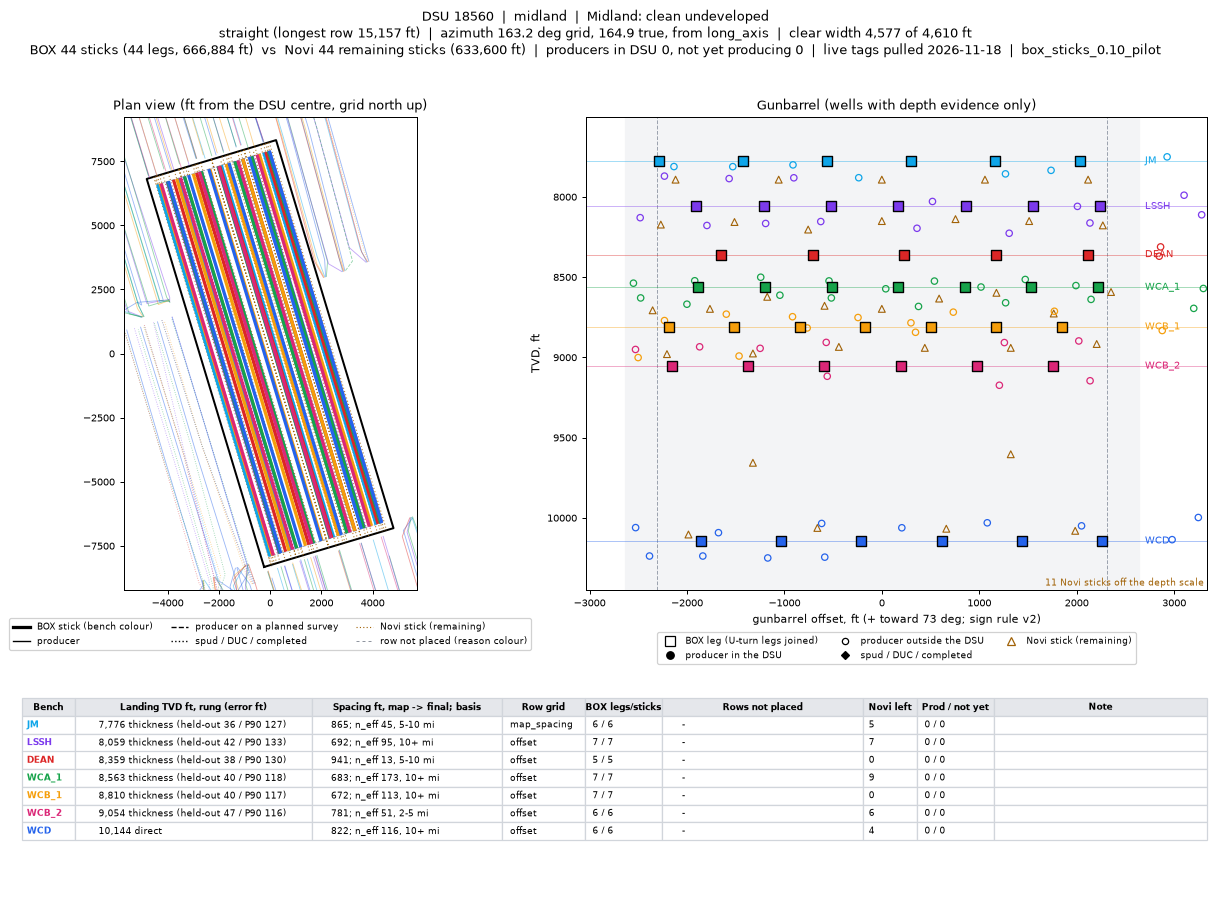 DSU 18560 | midland | Midland: clean undeveloped
straight (longest row 15,157 ft) | azimuth 163.2 deg grid, 164.9 true, from long_axis | clear width 4,577 of 4,610 ft
BOX 44 sticks (44 legs, 666,884 ft) vs Novi 44 remaining sticks (633,600 ft) | producers in DSU 0, not yet producing 0 | live tags pulled 2026-11-18 | box_sticks_0.10_pilot
Plan view (ft from the DSU centre, grid north up)
7500
5000
2500
0
−2500
−5000
−7500
−4000 −2000 0 2000 4000
BOX stick (bench colour)
producer
producer on a planned survey
spud / DUC / completed
Novi stick (remaining)
row not placed (reason colour)
Gunbarrel (wells with depth evidence only)
TVD, ft
8000
8500
9000
9500
10000
JM
LSSH
DEAN
WCA_1
WCB_1
WCB_2
WCD
11 Novi sticks off the depth scale
−3000 −2000 −1000 0 1000 2000 3000
gunbarrel offset, ft (+ toward 73 deg; sign rule v2)
BOX leg (U-turn legs joined)
producer in the DSU
producer outside the DSU
spud / DUC / completed
Novi stick (remaining)
Bench Landing TVD ft, rung (error ft) Spacing ft, map -> final; basis Row grid BOX legs/sticks Rows not placed Novi left Prod / not yet Note
JM 7,776 thickness (held-out 36 / P90 127) 865; n_eff 45, 5-10 mi map_spacing 6 / 6 - 5 0 / 0
LSSH 8,059 thickness (held-out 42 / P90 133) 692; n_eff 95, 10+ mi offset 7 / 7 - 7 0 / 0
DEAN 8,359 thickness (held-out 38 / P90 130) 941; n_eff 13, 5-10 mi offset 5 / 5 - 0 0 / 0
WCA_1 8,563 thickness (held-out 40 / P90 118) 683; n_eff 173, 10+ mi offset 7 / 7 - 9 0 / 0
WCB_1 8,810 thickness (held-out 40 / P90 117) 672; n_eff 113, 10+ mi offset 7 / 7 - 0 0 / 0
WCB_2 9,054 thickness (held-out 47 / P90 116) 781; n_eff 51, 2-5 mi offset 6 / 6 - 6 0 / 0
WCD 10,144 direct 822; n_eff 116, 10+ mi offset 6 / 6 - 4 0 / 0